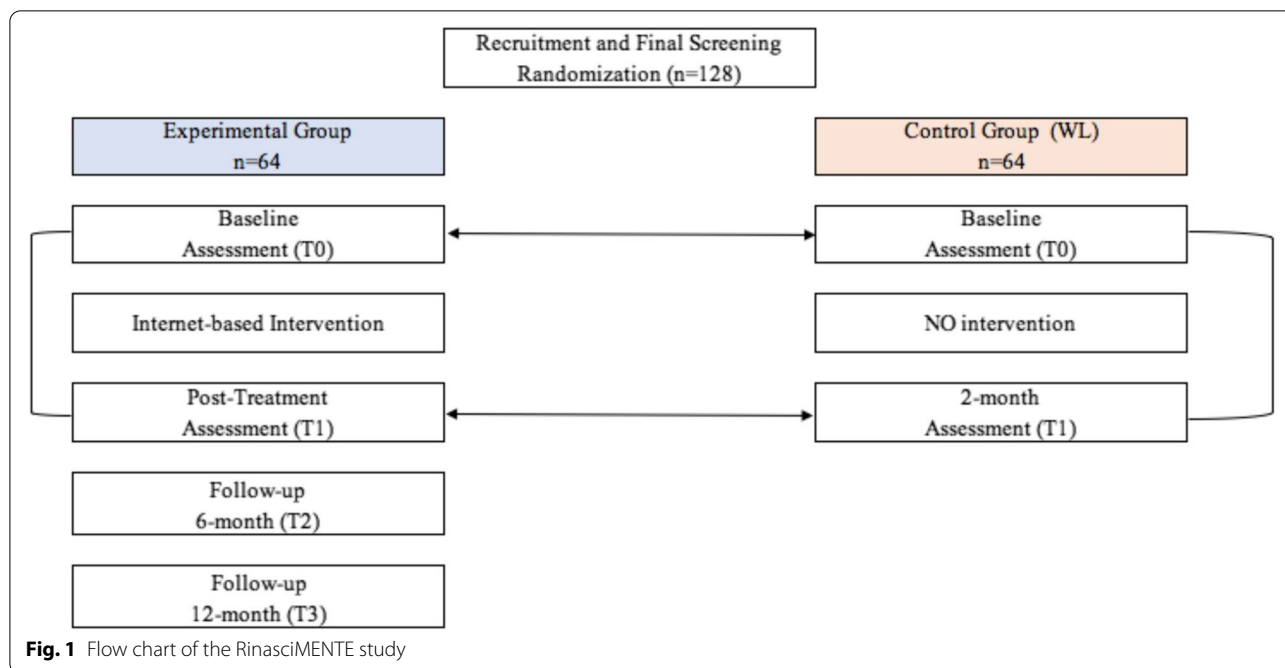 Recruitment and Final Screening
Randomization (n=128)
Experimental Group
n=64
Control Group (WL)
n=64
Baseline
Assessment (T0)
Baseline
Assessment (T0)
Internet-based Intervention
NO intervention
Post-Treatment
Assessment (T1)
2-month
Assessment (T1)
Follow-up
6-month (T2)
Follow-up
12-month (T3)
Fig. 1 Flow chart of the RinasciMENTE study